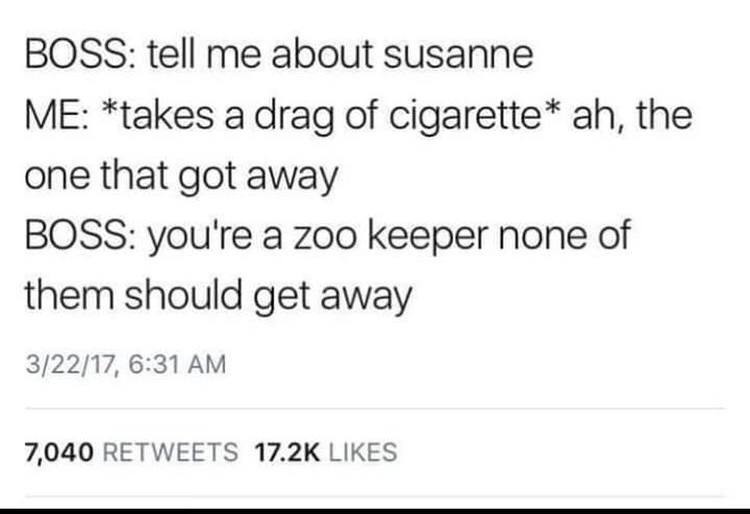 BOSS: tell me about susanne
ME: *takes a drag of cigarette* ah, the
one that got away
BOSS: you're a zoo keeper none of
them should get away
3/22/17, 6:31 AM
7,040 RETWEETS 17.2K LIKES